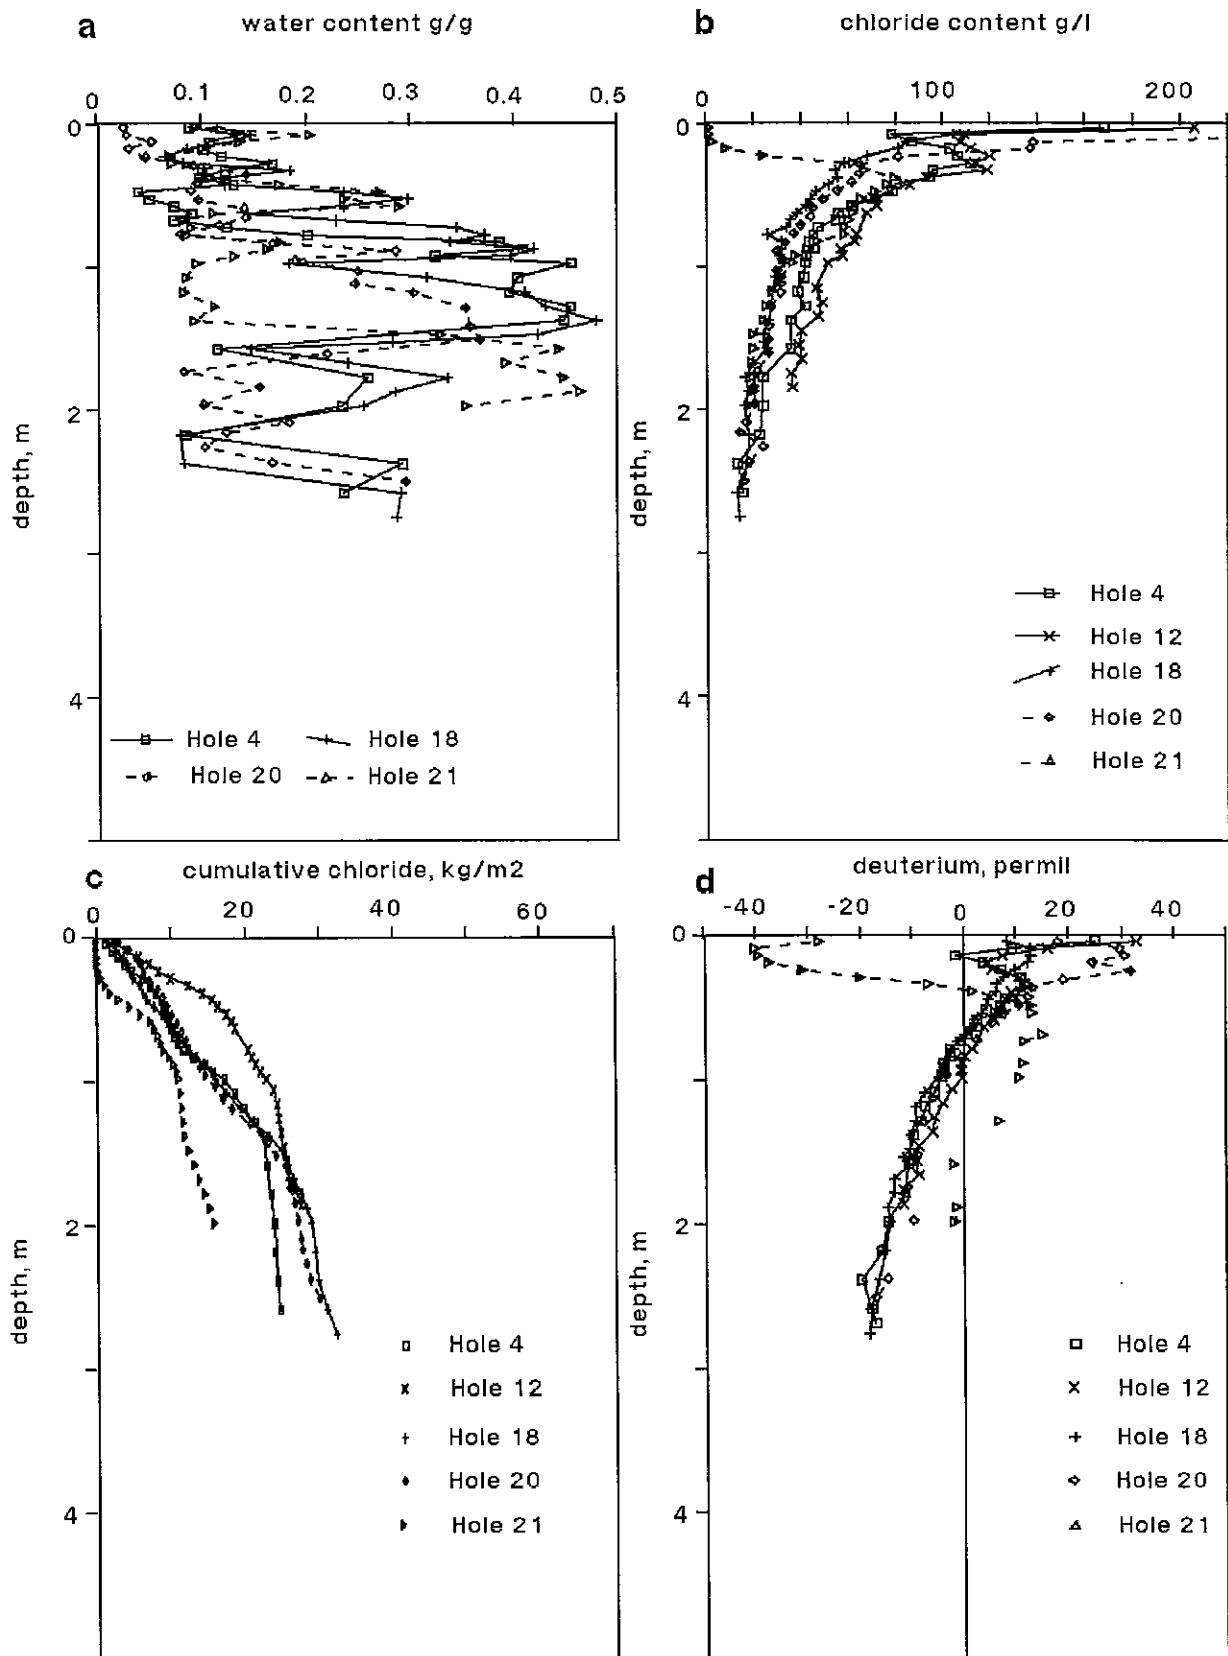 a
water content g/g
0 0.1 0.2 0.3 0.4 0.5
0
2
4
depth, m
Hole 4
Hole 18
Hole 20
Hole 21
b
chloride content g/l
0 100 200
0
2
4
depth, m
Hole 4
Hole 12
Hole 18
Hole 20
Hole 21
c
cumulative chloride, kg/m2
0 20 40 60
0
2
4
depth, m
Hole 4
Hole 12
Hole 18
Hole 20
Hole 21
d
deuterium, permil
-40 -20 0 20 40
0
2
4
depth, m
Hole 4
Hole 12
Hole 18
Hole 20
Hole 21